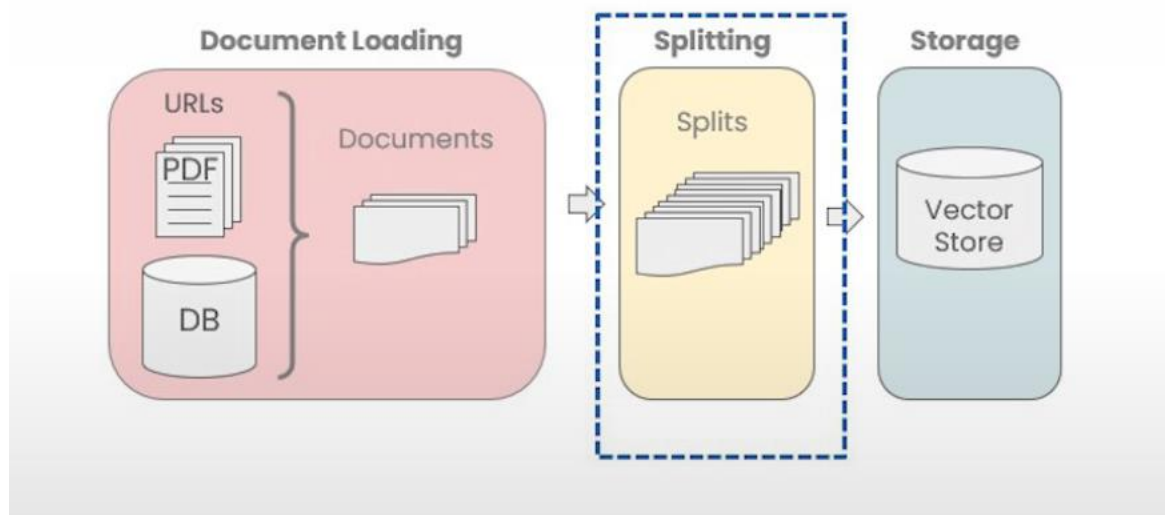 Document Loading
URLs
PDF
DB
Documents
Splitting
Splits
Storage
Vector
Store